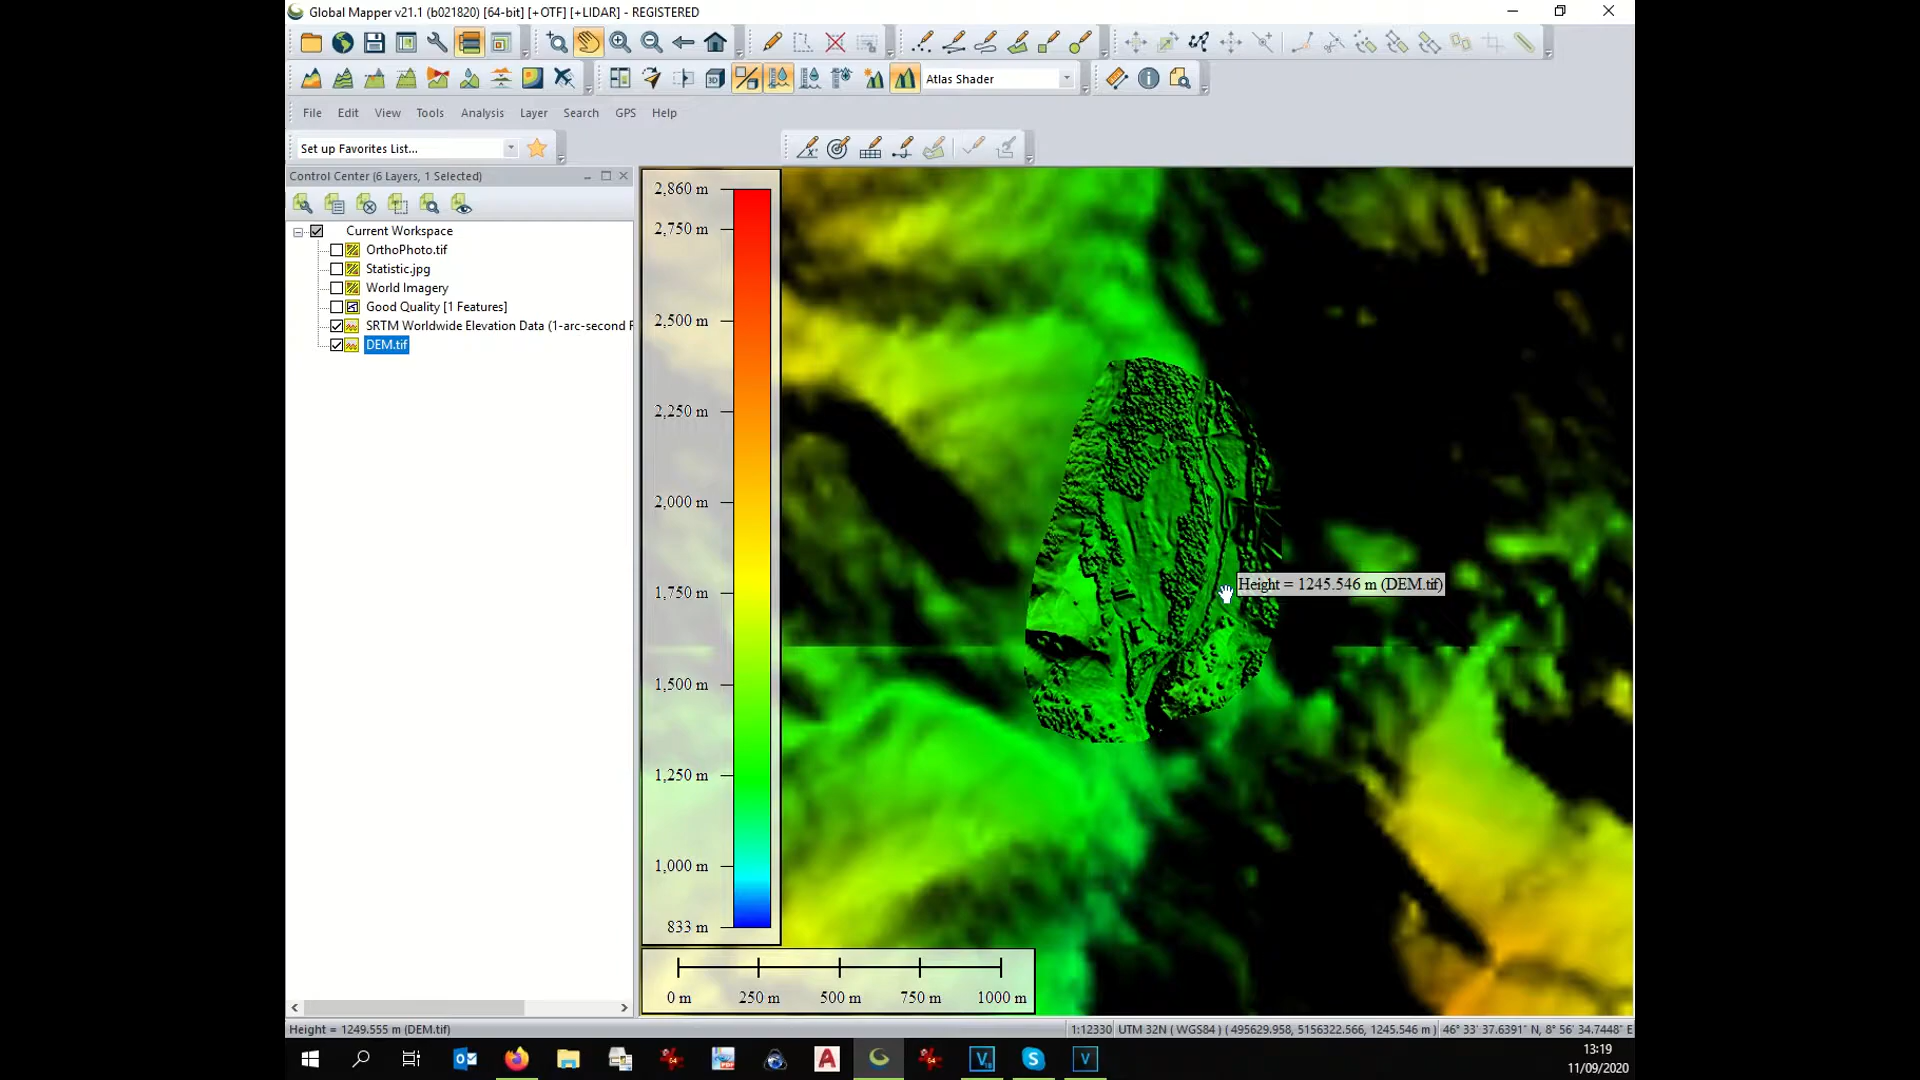 Global Mapper v21.1 (b021820) [64-bit] [+OTF] [+LIDAR] - REGISTERED
3D
Atlas Shader
File Edit View Tools Analysis Layer Search GPS Help
Set up Favorites List...
Control Center (6 Layers, 1 Selected)
Current Workspace
OrthoPhoto.tif
Statistic.jpg
World Imagery
Good Quality [1 Features]
SRTM Worldwide Elevation Data (1-arc-second F
DEM.tif
2,860 m
2,750 m
2,500 m
2,250 m
2,000 m
1,750 m
1,500 m
1,250 m
1,000 m
833 m
Height = 1245.546 m (DEM.tif)
0 m 250 m 500 m 750 m 1000 m
Height = 1249.555 m (DEM.tif)
1:12330 UTM 32N ( WGS84 ) ( 495629.958, 5156322.566, 1245.546 m ) 46° 33' 37.6391" N, 8° 56' 34.7448" E
13:19
11/09/2020